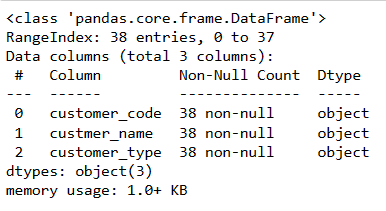 <class 'pandas.core.frame.DataFrame'>
RangeIndex: 38 entries, 0 to 37
Data columns (total 3 columns):
 #   Column         Non-Null Count  Dtype
---  ------         --------------  -----
 0   customer_code  38 non-null     object
 1   custmer_name   38 non-null     object
 2   customer_type  38 non-null     object
dtypes: object(3)
memory usage: 1.0+ KB